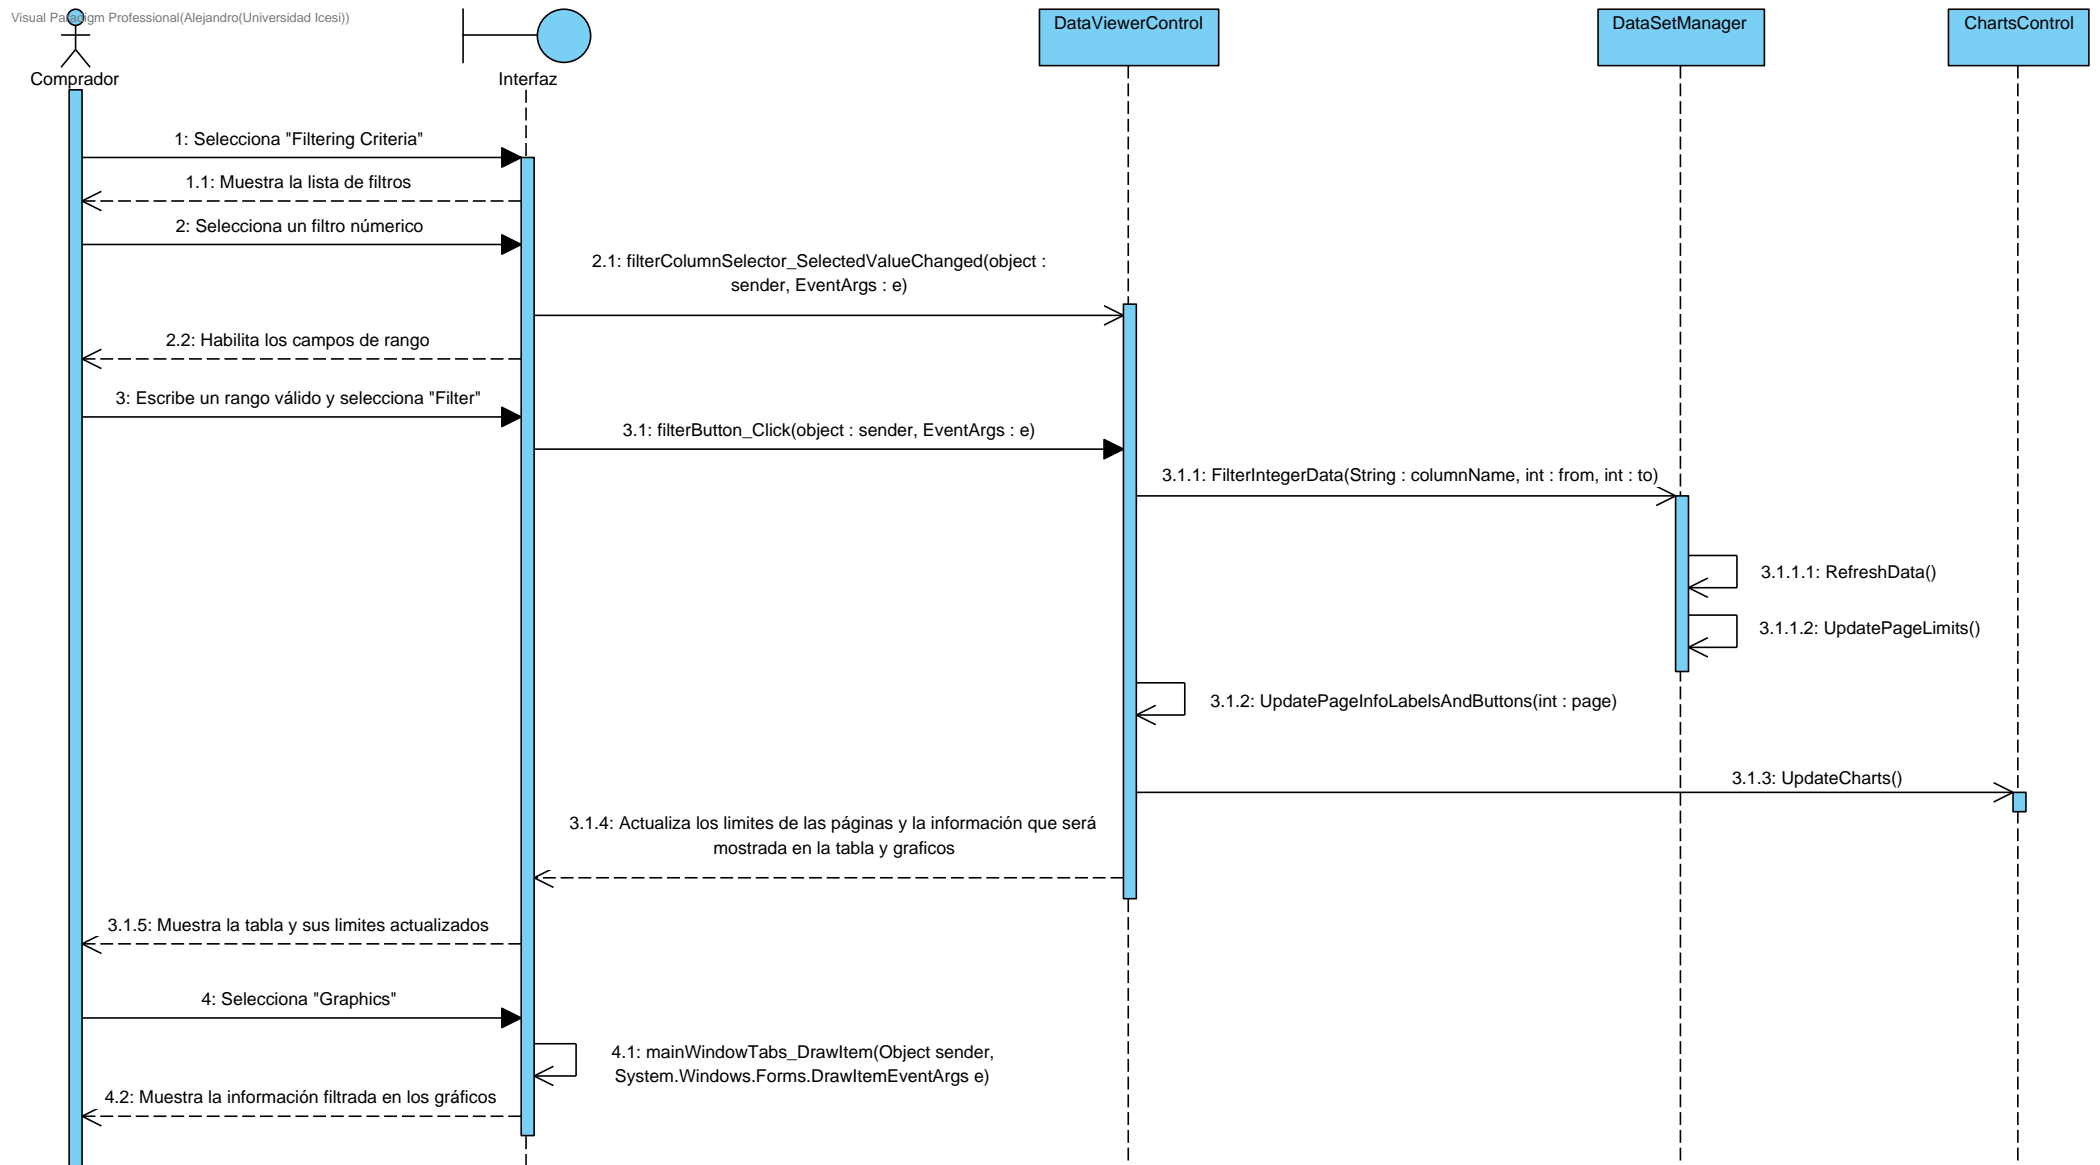 Visual Paradigm Professional(Alejandro(Universidad Icesi))
Comprador
Interfaz
DataViewerControl
DataSetManager
ChartsControl
1: Selecciona "Filtering Criteria"
1.1: Muestra la lista de filtros
2: Selecciona un filtro númerico
2.1: filterColumnSelector_SelectedValueChanged(object :
sender, EventArgs : e)
2.2: Habilita los campos de rango
3: Escribe un rango válido y selecciona "Filter"
3.1: filterButton_Click(object : sender, EventArgs : e)
3.1.1: FilterIntegerData(String : columnName, int : from, int : to)
3.1.1.1: RefreshData()
3.1.1.2: UpdatePageLimits()
3.1.2: UpdatePageInfoLabelsAndButtons(int : page)
3.1.3: UpdateCharts()
3.1.4: Actualiza los limites de las páginas y la información que será
mostrada en la tabla y graficos
3.1.5: Muestra la tabla y sus limites actualizados
4: Selecciona "Graphics"
4.1: mainWindowTabs_DrawItem(Object sender,
System.Windows.Forms.DrawItemEventArgs e)
4.2: Muestra la información filtrada en los gráficos